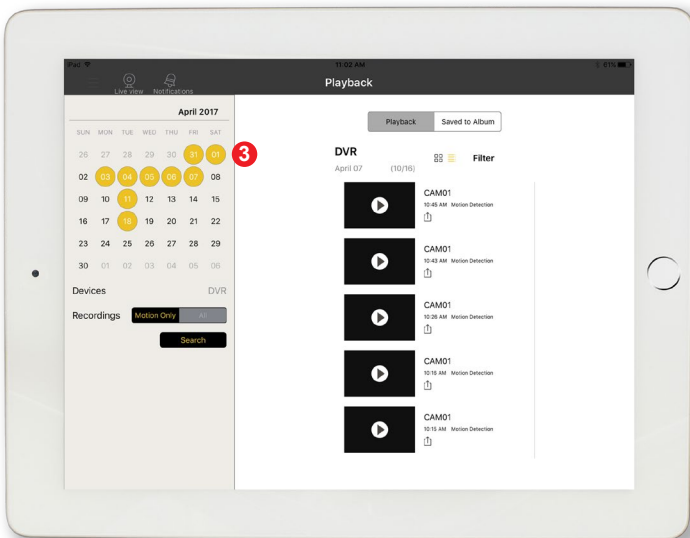 iPad 11:02 AM 61%
Live view Notifications Playback
April 2017
SUN MON TUE WED THU FRI SAT
26 27 28 29 30 31 01
02 03 04 05 06 07 08
09 10 11 12 13 14 15
16 17 18 19 20 21 22
23 24 25 26 27 28 29
30 01 02 03 04 05 06
Devices DVR
Recordings Motion Only All
Search
3
Playback Saved to Album
DVR
April 07 (10/16) Filter
CAM01
10:45 AM Motion Detection
CAM01
10:43 AM Motion Detection
CAM01
10:26 AM Motion Detection
CAM01
10:16 AM Motion Detection
CAM01
10:15 AM Motion Detection